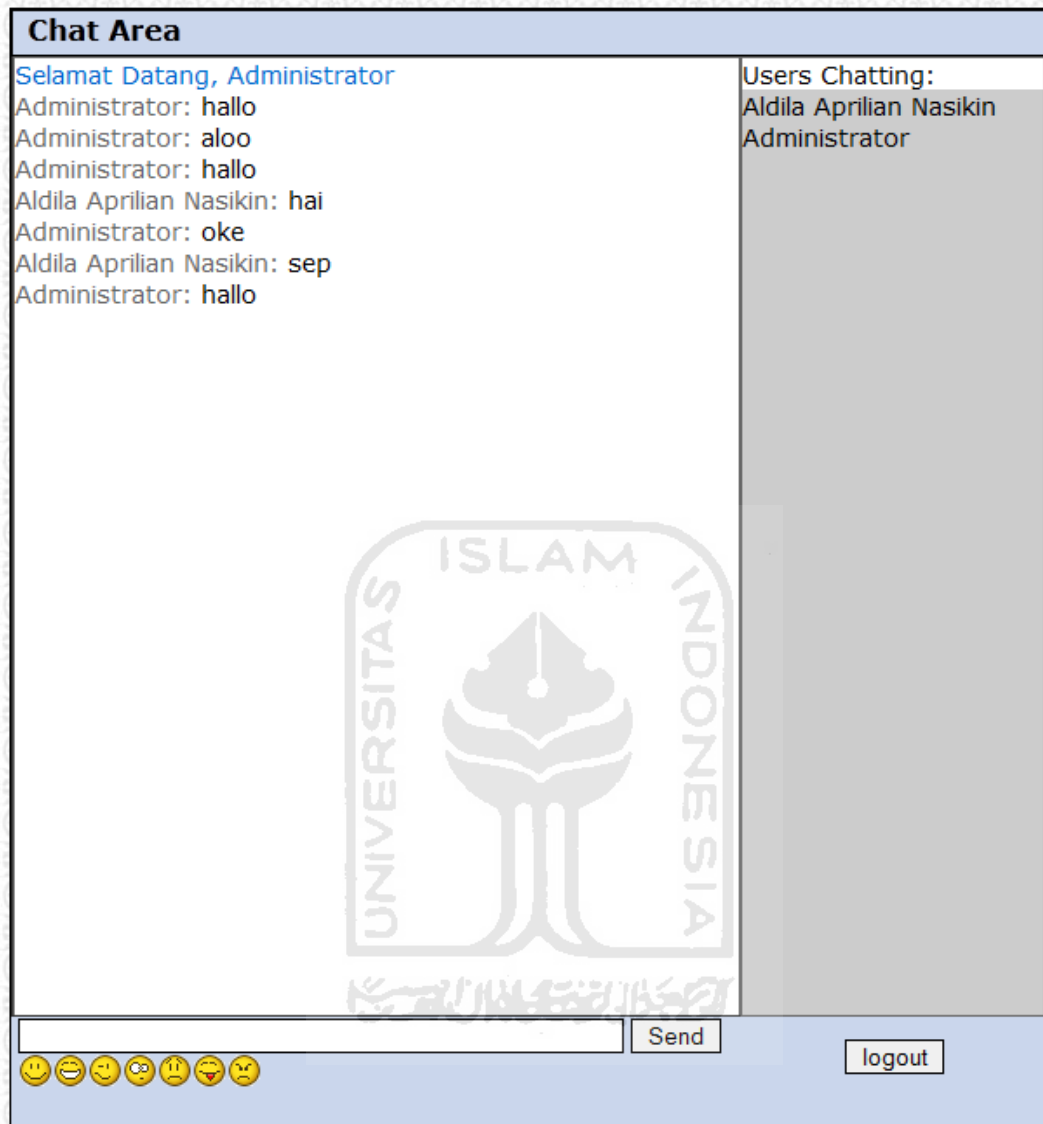 Chat Area
Selamat Datang, Administrator
Administrator: hallo
Administrator: aloo
Administrator: hallo
Aldila Aprilian Nasikin: hai
Administrator: oke
Aldila Aprilian Nasikin: sep
Administrator: hallo
Users Chatting:
Aldila Aprilian Nasikin
Administrator
UNIVERSITAS
ISLAM
INDONESIA
Send
logout